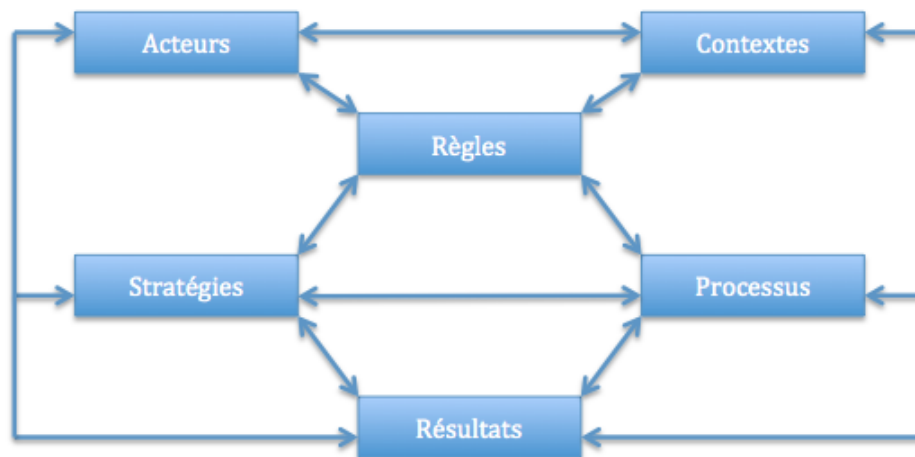 Acteurs
Contextes
Règles
Stratégies
Processus
Résultats